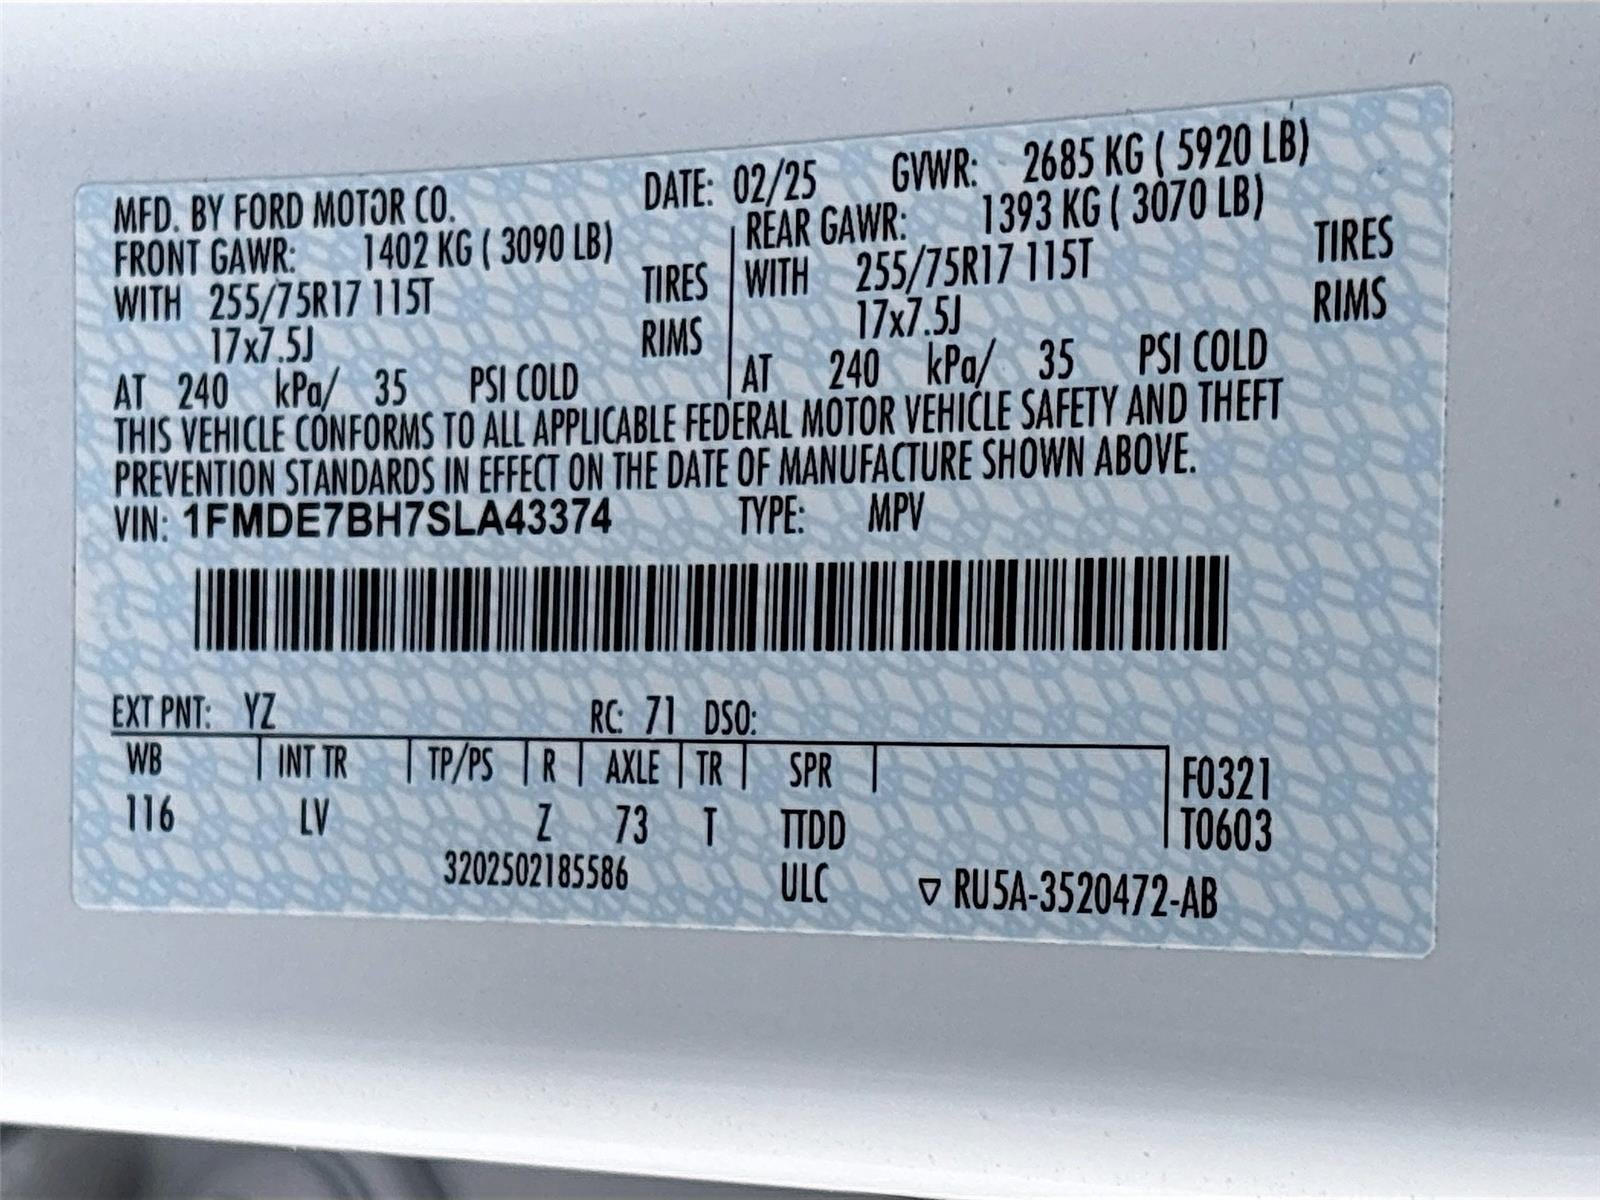 MFD. BY FORD MOTOR CO. DATE: 02/25 GVWR: 2685 KG ( 5920 LB)
FRONT GAWR: 1402 KG ( 3090 LB) REAR GAWR: 1393 KG ( 3070 LB)
WITH 255/75R17 115T TIRES WITH 255/75R17 115T TIRES
17x7.5J RIMS 17x7.5J RIMS
AT 240 kPa/ 35 PSI COLD AT 240 kPa/ 35 PSI COLD
THIS VEHICLE CONFORMS TO ALL APPLICABLE FEDERAL MOTOR VEHICLE SAFETY AND THEFT
PREVENTION STANDARDS IN EFFECT ON THE DATE OF MANUFACTURE SHOWN ABOVE.
VIN: 1FMDE7BH7SLA43374 TYPE: MPV
EXT PNT: YZ RC: 71 DSO:
WB INT TR TP/PS R AXLE TR SPR F0321
116 LV Z 73 T TTDD T0603
3202502185586 ULC ▽ RU5A-3520472-AB